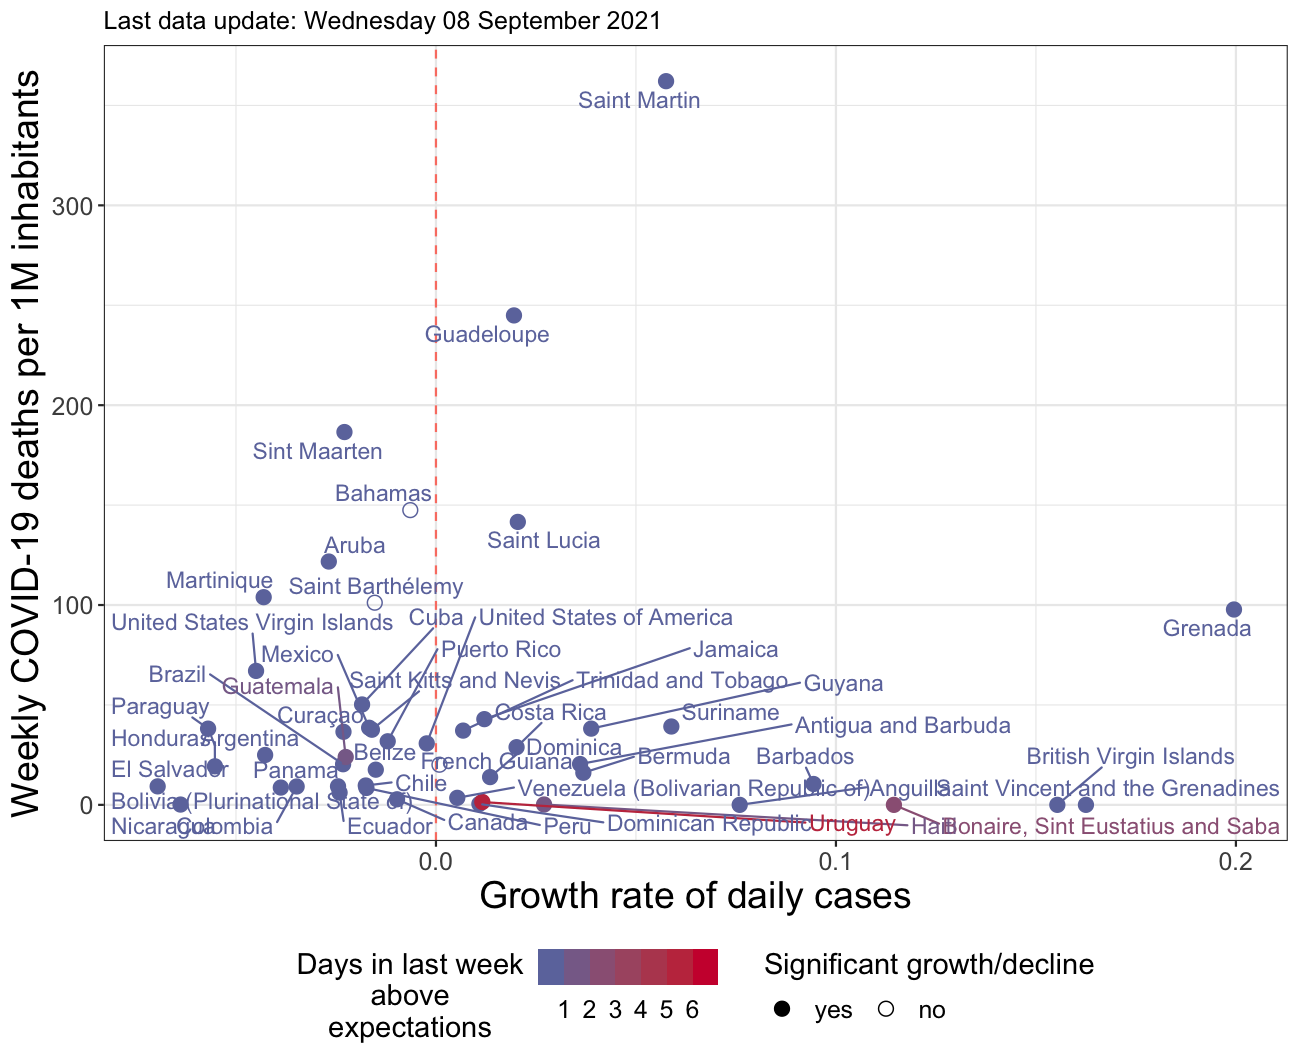 Last data update: Wednesday 08 September 2021
Weekly COVID-19 deaths per 1M inhabitants
300
200
100
0
Saint Martin
Guadeloupe
Sint Maarten
Bahamas
Saint Lucia
Aruba
Martinique
Saint Barthélemy
Grenada
United States Virgin Islands
Cuba
United States of America
Mexico
Puerto Rico
Jamaica
Brazil
Guatemala
Saint Kitts and Nevis
Trinidad and Tobago
Guyana
Paraguay
Curaçao
Costa Rica
Suriname
Antigua and Barbuda
Honduras
Argentina
Belize
French Guiana
Dominica
Bermuda
Barbados
British Virgin Islands
El Salvador
Panama
Chile
Venezuela (Bolivarian Republic of)
Anguilla
Saint Vincent and the Grenadines
Bolivia (Plurinational State of)
Nicaragua
Colombia
Ecuador
Canada
Peru
Dominican Republic
Uruguay
Haiti
Bonaire, Sint Eustatius and Saba
0.0
0.1
0.2
Growth rate of daily cases
Days in last week
above
expectations
1 2 3 4 5 6
Significant growth/decline
yes
no